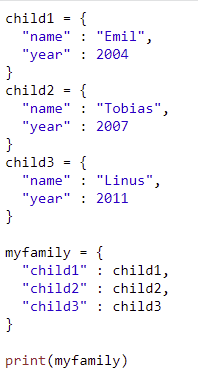 child1 = {
  "name" : "Emil",
  "year" : 2004
}
child2 = {
  "name" : "Tobias",
  "year" : 2007
}
child3 = {
  "name" : "Linus",
  "year" : 2011
}

myfamily = {
  "child1" : child1,
  "child2" : child2,
  "child3" : child3
}

print(myfamily)